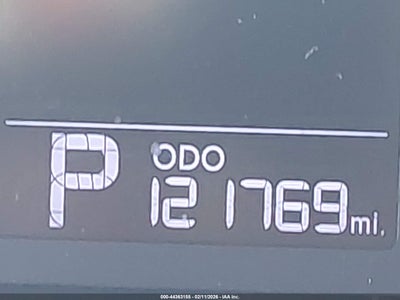 P ODO
121769 mi.
000-44363155 - 02/11/2026 - IAA Inc.